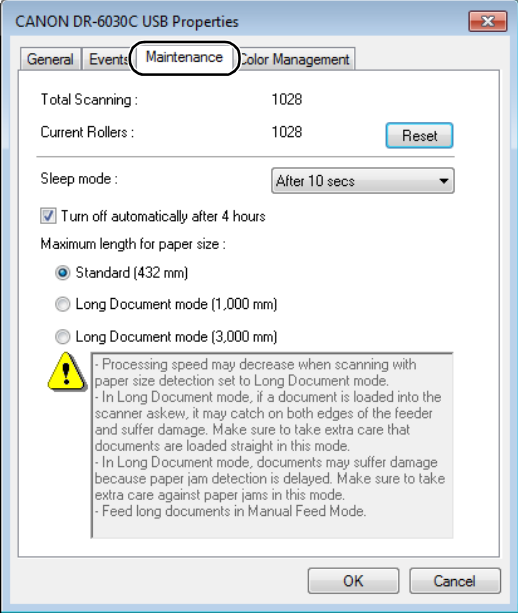 CANON DR-6030C USB Properties
General Events Maintenance Color Management
Total Scanning : 1028
Current Rollers : 1028 Reset
Sleep mode : After 10 secs
Turn off automatically after 4 hours
Maximum length for paper size :
Standard (432 mm)
Long Document mode (1,000 mm)
Long Document mode (3,000 mm)
- Processing speed may decrease when scanning with
paper size detection set to Long Document mode.
- In Long Document mode, if a document is loaded into the
scanner askew, it may catch on both edges of the feeder
and suffer damage. Make sure to take extra care that
documents are loaded straight in this mode.
- In Long Document mode, documents may suffer damage
because paper jam detection is delayed. Make sure to take
extra care against paper jams in this mode.
- Feed long documents in Manual Feed Mode.
OK Cancel